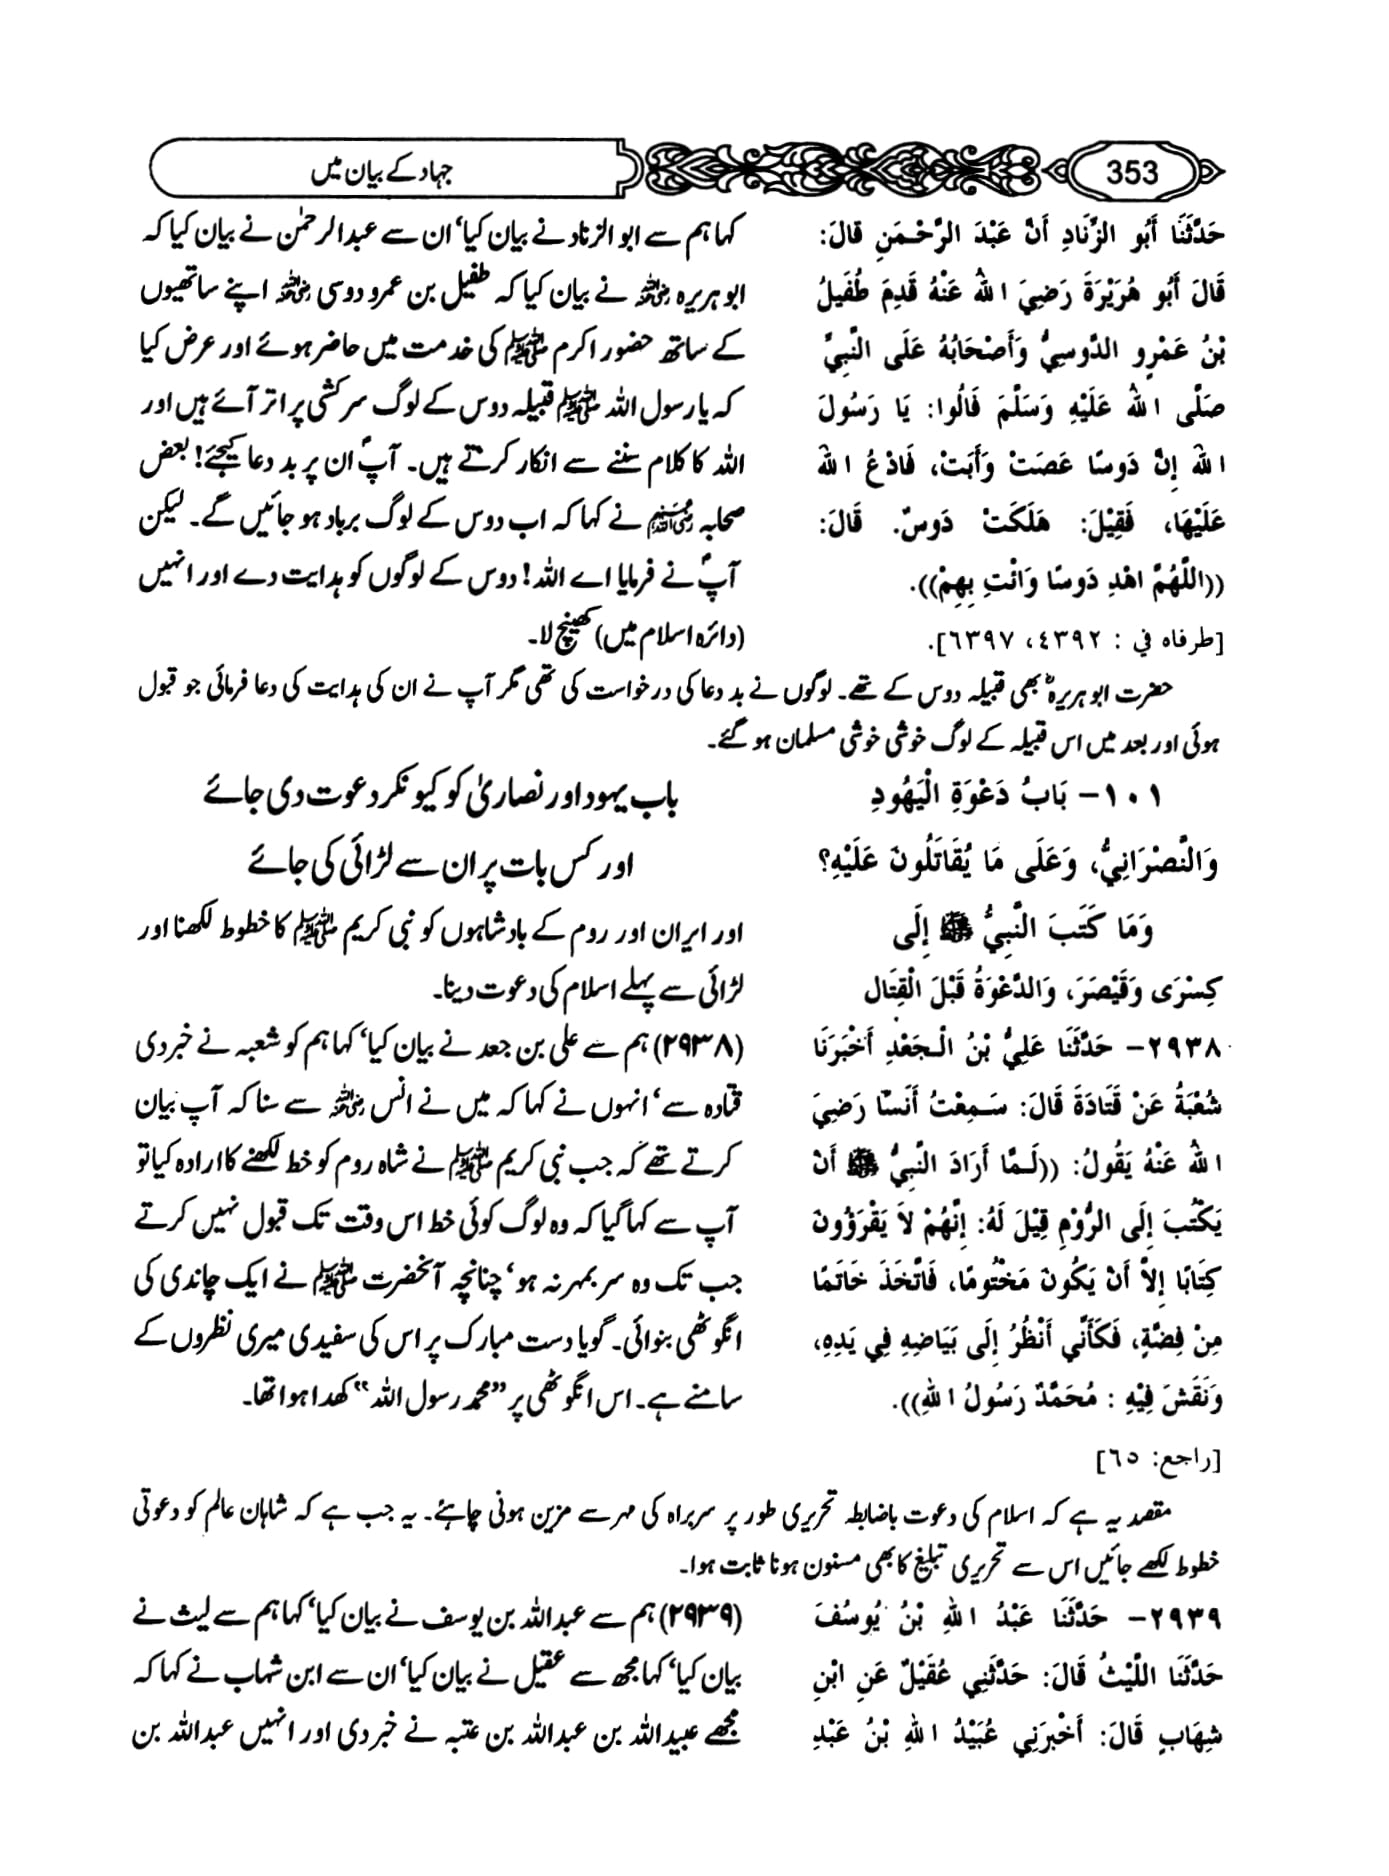 353
جہاد کے بیان میں
حَدَّثَنَا أَبُو الزِّنَادِ أَنَّ عَبْدَ الرَّحْمَنِ قَالَ:
قَالَ أَبُو هُرَيْرَةَ رَضِيَ اللهُ عَنْهُ قَدِمَ طُفَيلُ
بْنُ عَمْرٍو الدَّوسِيُّ وَأَصْحَابُهُ عَلَى النَّبِيِّ
صَلَّى اللهُ عَلَيْهِ وَسَلَّمَ فَالُوا: يَا رَسُولَ
اللهِ إِنَّ دَوسًا عَصَتْ وَأَبَتْ، فَادْعُ اللهَ
عَلَيْهَا، فَقِيْلَ: هَلَكَتْ دَوسٌ. قَالَ:
((اللَّهُمَّ اهْدِ دَوسًا وَائْتِ بِهِمْ)).
[طرفاه في : ٤٣٩٢، ٦٣٩٧].
کہا ہم سے ابو الزناد نے بیان کیا‘ ان سے عبدالرحمٰن نے بیان کیا کہ
ابو ہریرہ رضی اللہ عنہ نے بیان کیا کہ طفیل بن عمرو دوسی رضی اللہ عنہ اپنے ساتھیوں
کے ساتھ حضور اکرم ﷺ کی خدمت میں حاضر ہوئے اور عرض کیا
کہ یا رسول اللہ ﷺ قبیلہ دوس کے لوگ سرکشی پر اتر آئے ہیں اور
اللہ کا کلام سننے سے انکار کرتے ہیں۔ آپؐ ان پر بد دعا کیجئے! بعض
صحابہ رضی اللہ عنہم نے کہا کہ اب دوس کے لوگ برباد ہو جائیں گے۔ لیکن
آپؐ نے فرمایا اے اللہ! دوس کے لوگوں کو ہدایت دے اور انہیں
(دائرہ اسلام میں) کھینچ لا۔
حضرت ابو ہریرہؓ بھی قبیلہ دوس کے تھے۔ لوگوں نے بد دعا کی درخواست کی تھی مگر آپ نے ان کی ہدایت کی دعا فرمائی جو قبول
ہوئی اور بعد میں اس قبیلہ کے لوگ خوشی خوشی مسلمان ہو گئے۔
١٠١- بَابُ دَعْوَةِ الْيَهُودِ
وَالنَّصْرَانِيُّ، وَعَلَى مَا يُقَاتَلُونَ عَلَيْهِ؟
وَمَا كَتَبَ النَّبِيُّ ﷺ إِلَى
كِسْرَى وَقَيْصَرَ، وَالدَّعْوَةُ قَبْلَ الْقِتَالِ
باب یہود اور نصاریٰ کو کیونکر دعوت دی جائے
اور کس بات پر ان سے لڑائی کی جائے
اور ایران اور روم کے بادشاہوں کو نبی کریم ﷺ کا خطوط لکھنا اور
لڑائی سے پہلے اسلام کی دعوت دینا۔
٢٩٣٨- حَدَّثَنَا عَلِيُّ بْنُ الْجَعْدِ أَخْبَرَنَا
شُعْبَةُ عَنْ قَتَادَةَ قَالَ: سَمِعْتُ أَنَسًا رَضِيَ
اللهُ عَنْهُ يَقُولُ: ((لَمَّا أَرَادَ النَّبِيُّ ﷺ أَنْ
يَكْتُبَ إِلَى الرُّوْمِ قِيْلَ لَهُ: إِنَّهُمْ لاَ يَقْرَؤُونَ
كِتَابًا إِلاَّ أَنْ يَكُونَ مَخْتُومًا، فَاتَّخَذَ خَاتَمًا
مِنْ فِضَّةٍ، فَكَأَنِّي أَنْظُرُ إِلَى بَيَاضِهِ فِي يَدِهِ،
وَنَقَشَ فِيْهِ : مُحَمَّدٌ رَسُولُ اللهِ)).
[راجع: ٦٥]
(۲۹۳۸) ہم سے علی بن جعد نے بیان کیا‘ کہا ہم کو شعبہ نے خبر دی
قتادہ سے‘ انہوں نے کہا کہ میں نے انس رضی اللہ عنہ سے سنا کہ آپ بیان
کرتے تھے کہ جب نبی کریم ﷺ نے شاہ روم کو خط لکھنے کا ارادہ کیا تو
آپ سے کہا گیا کہ وہ لوگ کوئی خط اس وقت تک قبول نہیں کرتے
جب تک وہ سر بمہر نہ ہو‘ چنانچہ آنحضرت ﷺ نے ایک چاندی کی
انگوٹھی بنوائی۔ گویا دست مبارک پر اس کی سفیدی میری نظروں کے
سامنے ہے۔ اس انگوٹھی پر ”محمد رسول اللہ“ کھدا ہوا تھا۔
مقصد یہ ہے کہ اسلام کی دعوت باضابطہ تحریری طور پر سربراہ کی مہر سے مزین ہونی چاہئے۔ یہ جب ہے کہ شاہان عالم کو دعوتی
خطوط لکھے جائیں اس سے تحریری تبلیغ کا بھی مسنون ہونا ثابت ہوا۔
٢٩٣٩- حَدَّثَنَا عَبْدُ اللهِ بْنُ يُوسُفَ
حَدَّثَنَا اللَّيْثُ قَالَ: حَدَّثَنِي عُقَيْلٌ عَنِ ابْنِ
شِهَابٍ قَالَ: أَخْبَرَنِي عُبَيْدُ اللهِ بْنُ عَبْدِ
(۲۹۳۹) ہم سے عبداللہ بن یوسف نے بیان کیا‘ کہا ہم سے لیث نے
بیان کیا‘ کہا مجھ سے عقیل نے بیان کیا‘ ان سے ابن شہاب نے کہا کہ
مجھے عبیداللہ بن عبداللہ بن عتبہ نے خبر دی اور انہیں عبداللہ بن